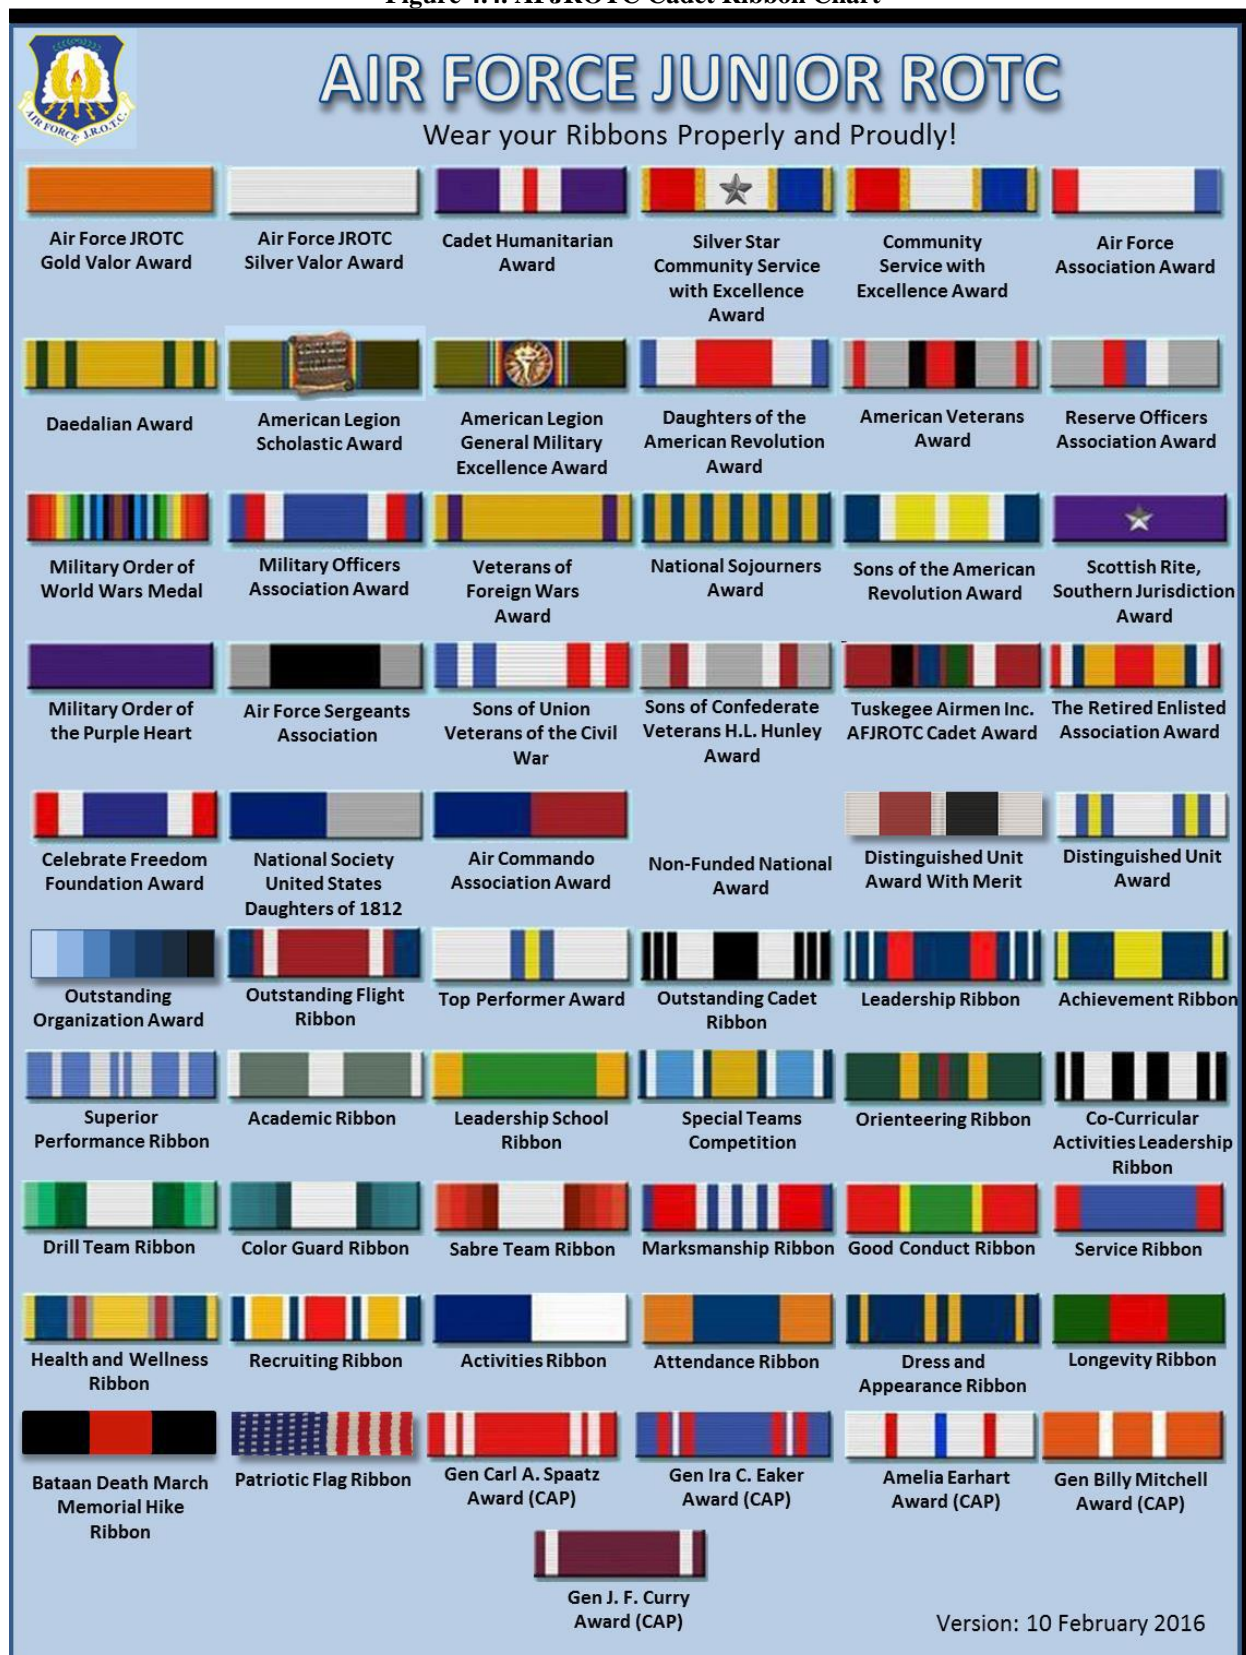 Figure 4.4. AFJROTC Cadet Ribbon Chart
AIR FORCE J.R.O.T.C.
AIR FORCE JUNIOR ROTC
Wear your Ribbons Properly and Proudly!
Air Force JROTC
Gold Valor Award
Air Force JROTC
Silver Valor Award
Cadet Humanitarian
Award
Silver Star
Community Service
with Excellence
Award
Community
Service with
Excellence Award
Air Force
Association Award
Daedalian Award
American Legion
Scholastic Award
American Legion
General Military
Excellence Award
Daughters of the
American Revolution
Award
American Veterans
Award
Reserve Officers
Association Award
Military Order of
World Wars Medal
Military Officers
Association Award
Veterans of
Foreign Wars
Award
National Sojourners
Award
Sons of the American
Revolution Award
Scottish Rite,
Southern Jurisdiction
Award
Military Order of
the Purple Heart
Air Force Sergeants
Association
Sons of Union
Veterans of the Civil
War
Sons of Confederate
Veterans H.L. Hunley
Award
Tuskegee Airmen Inc.
AFJROTC Cadet Award
The Retired Enlisted
Association Award
Celebrate Freedom
Foundation Award
National Society
United States
Daughters of 1812
Air Commando
Association Award
Non-Funded National
Award
Distinguished Unit
Award With Merit
Distinguished Unit
Award
Outstanding
Organization Award
Outstanding Flight
Ribbon
Top Performer Award
Outstanding Cadet
Ribbon
Leadership Ribbon
Achievement Ribbon
Superior
Performance Ribbon
Academic Ribbon
Leadership School
Ribbon
Special Teams
Competition
Orienteering Ribbon
Co-Curricular
Activities Leadership
Ribbon
Drill Team Ribbon
Color Guard Ribbon
Sabre Team Ribbon
Marksmanship Ribbon
Good Conduct Ribbon
Service Ribbon
Health and Wellness
Ribbon
Recruiting Ribbon
Activities Ribbon
Attendance Ribbon
Dress and
Appearance Ribbon
Longevity Ribbon
Bataan Death March
Memorial Hike
Ribbon
Patriotic Flag Ribbon
Gen Carl A. Spaatz
Award (CAP)
Gen Ira C. Eaker
Award (CAP)
Amelia Earhart
Award (CAP)
Gen Billy Mitchell
Award (CAP)
Gen J. F. Curry
Award (CAP)
Version: 10 February 2016